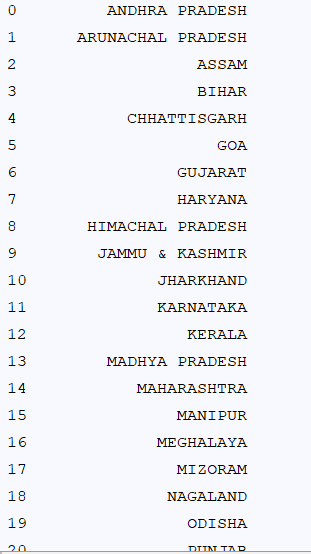 0 ANDHRA PRADESH
1 ARUNACHAL PRADESH
2 ASSAM
3 BIHAR
4 CHHATTISGARH
5 GOA
6 GUJARAT
7 HARYANA
8 HIMACHAL PRADESH
9 JAMMU & KASHMIR
10 JHARKHAND
11 KARNATAKA
12 KERALA
13 MADHYA PRADESH
14 MAHARASHTRA
15 MANIPUR
16 MEGHALAYA
17 MIZORAM
18 NAGALAND
19 ODISHA
20 PUNJAB